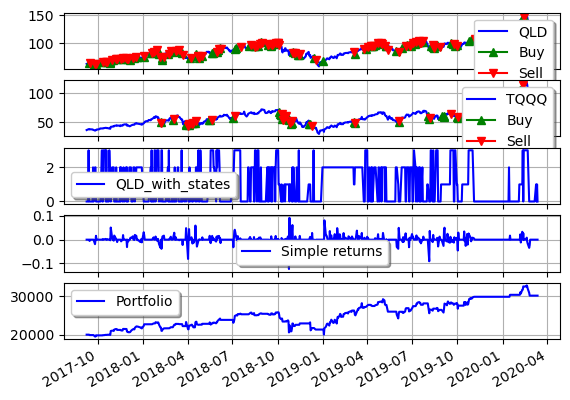 150
100
QLD
Buy
Sell
100
50
TQQQ
Buy
Sell
2
0
QLD_with_states
0.1
0.0
−0.1
Simple returns
30000
20000
Portfolio
2017-10
2018-01
2018-04
2018-07
2018-10
2019-01
2019-04
2019-07
2019-10
2020-01
2020-04